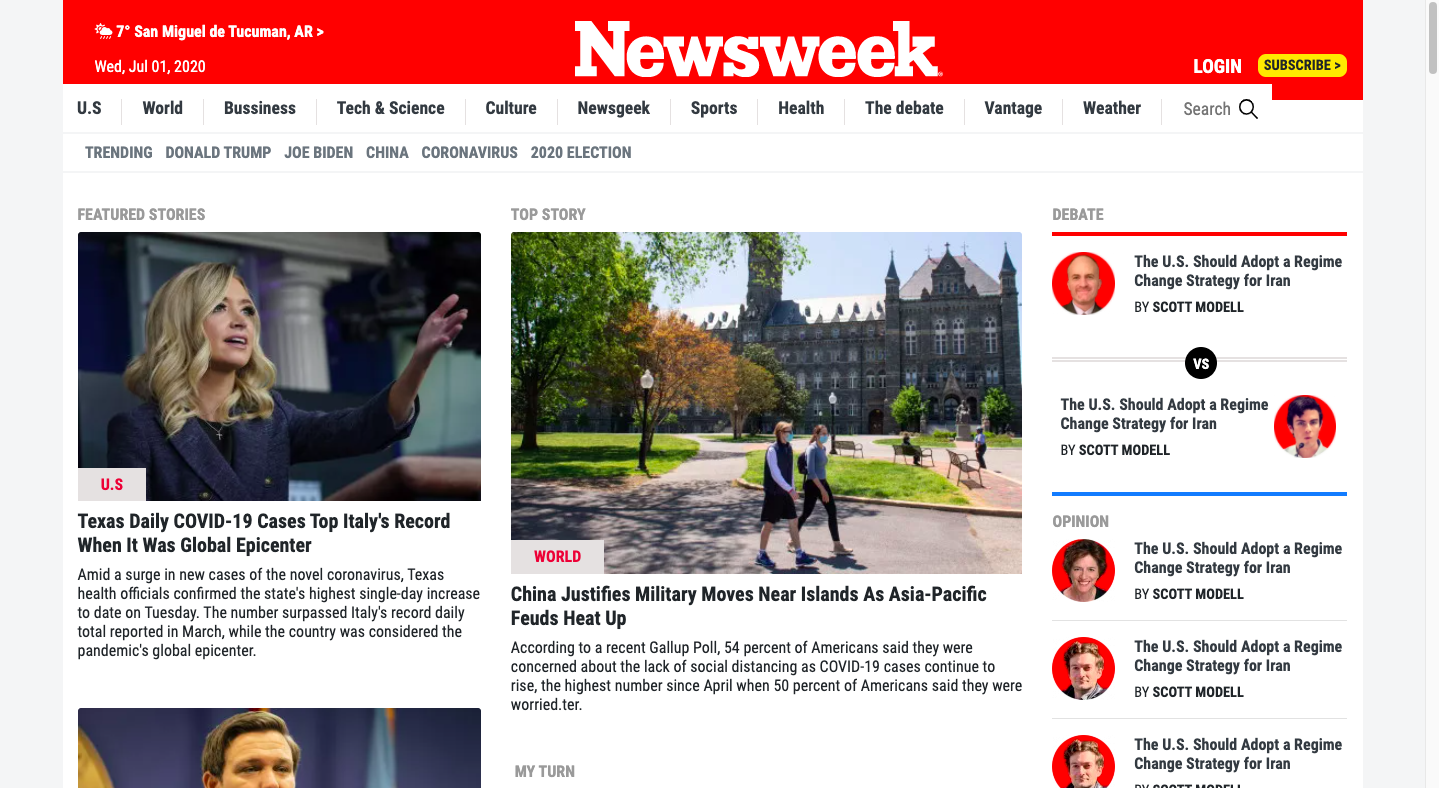 7° San Miguel de Tucuman, AR >
Wed, Jul 01, 2020
Newsweek
LOGIN
SUBSCRIBE >
U.S
World
Bussiness
Tech & Science
Culture
Newsgeek
Sports
Health
The debate
Vantage
Weather
Search
TRENDING
DONALD TRUMP
JOE BIDEN
CHINA
CORONAVIRUS
2020 ELECTION
FEATURED STORIES
U.S
Texas Daily COVID-19 Cases Top Italy's Record
When It Was Global Epicenter
Amid a surge in new cases of the novel coronavirus, Texas
health officials confirmed the state's highest single-day increase
to date on Tuesday. The number surpassed Italy's record daily
total reported in March, while the country was considered the
pandemic's global epicenter.
TOP STORY
WORLD
China Justifies Military Moves Near Islands As Asia-Pacific
Feuds Heat Up
According to a recent Gallup Poll, 54 percent of Americans said they were
concerned about the lack of social distancing as COVID-19 cases continue to
rise, the highest number since April when 50 percent of Americans said they were
worried.ter.
MY TURN
DEBATE
The U.S. Should Adopt a Regime
Change Strategy for Iran
BY SCOTT MODELL
VS
The U.S. Should Adopt a Regime
Change Strategy for Iran
BY SCOTT MODELL
OPINION
The U.S. Should Adopt a Regime
Change Strategy for Iran
BY SCOTT MODELL
The U.S. Should Adopt a Regime
Change Strategy for Iran
BY SCOTT MODELL
The U.S. Should Adopt a Regime
Change Strategy for Iran
BY SCOTT MODELL